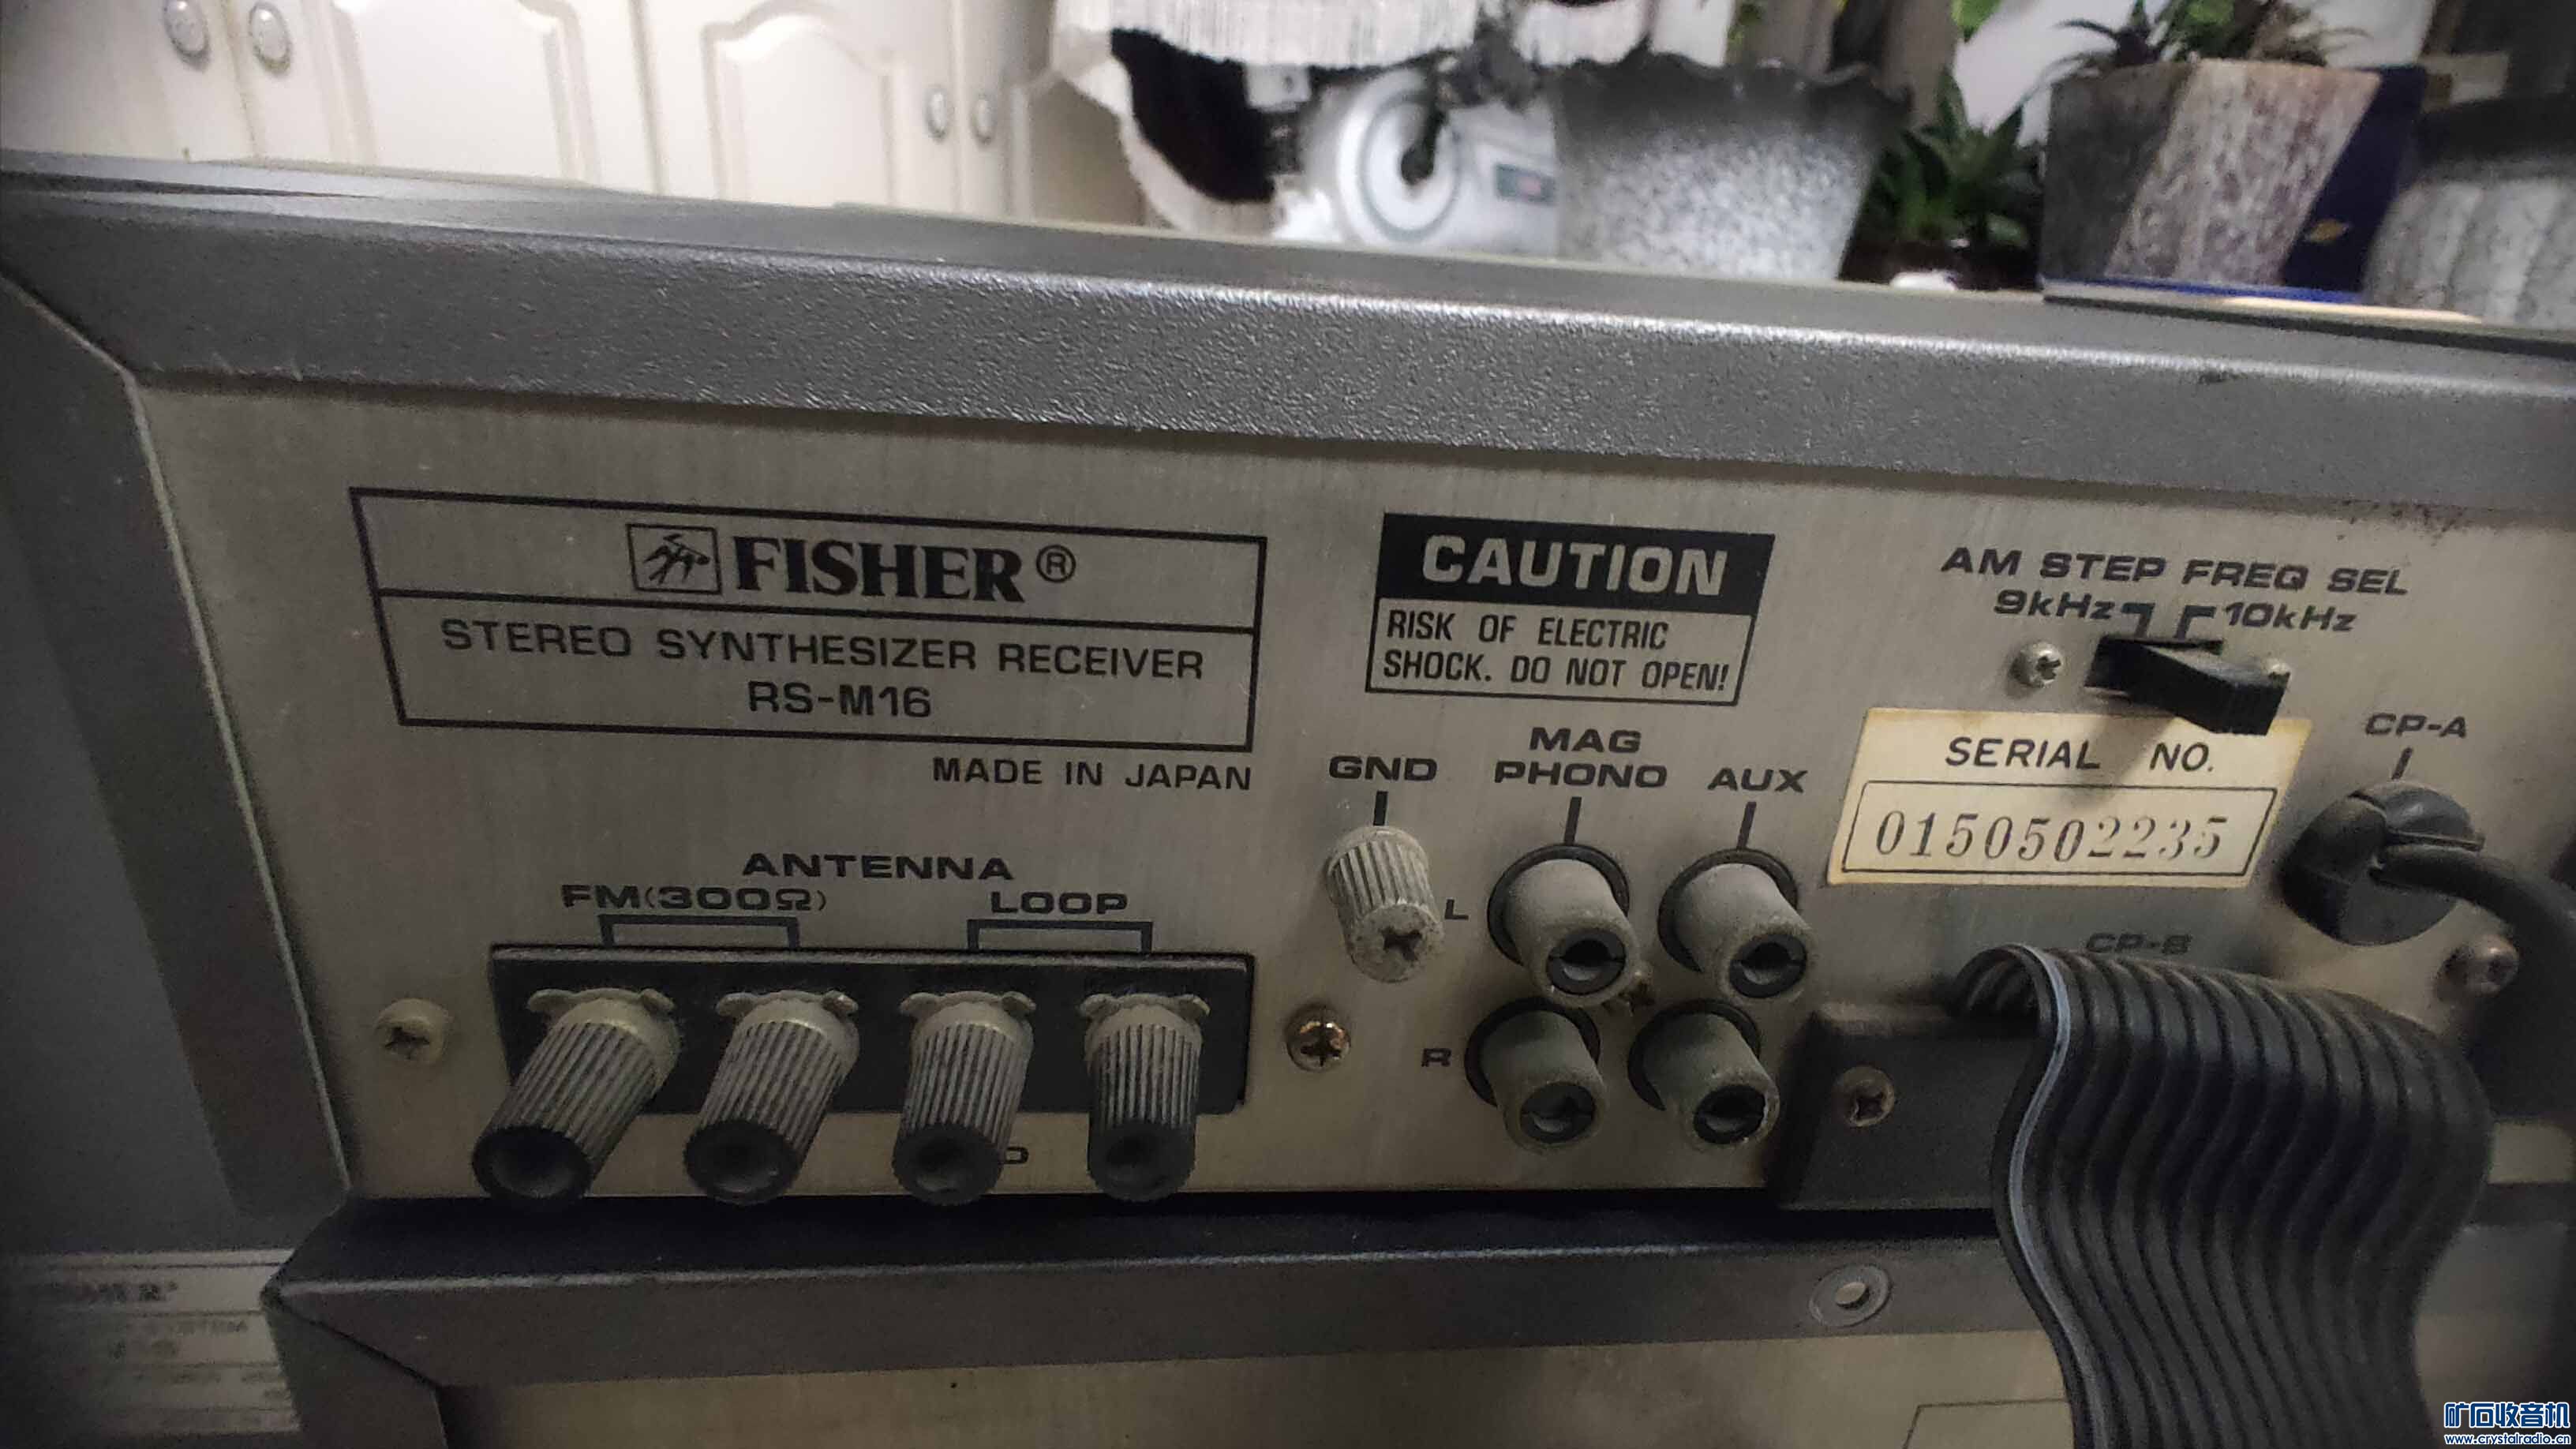 FISHER®
STEREO SYNTHESIZER RECEIVER
RS-M16
MADE IN JAPAN
CAUTION
RISK OF ELECTRIC
SHOCK. DO NOT OPEN!
AM STEP FREQ SEL
9kHz 10kHz
SERIAL NO.
0150502235
CP-A
CP-B
GND
MAG
PHONO
AUX
L
R
ANTENNA
FM(300Ω)
LOOP
矿石收音机
www.crystalradio.cn